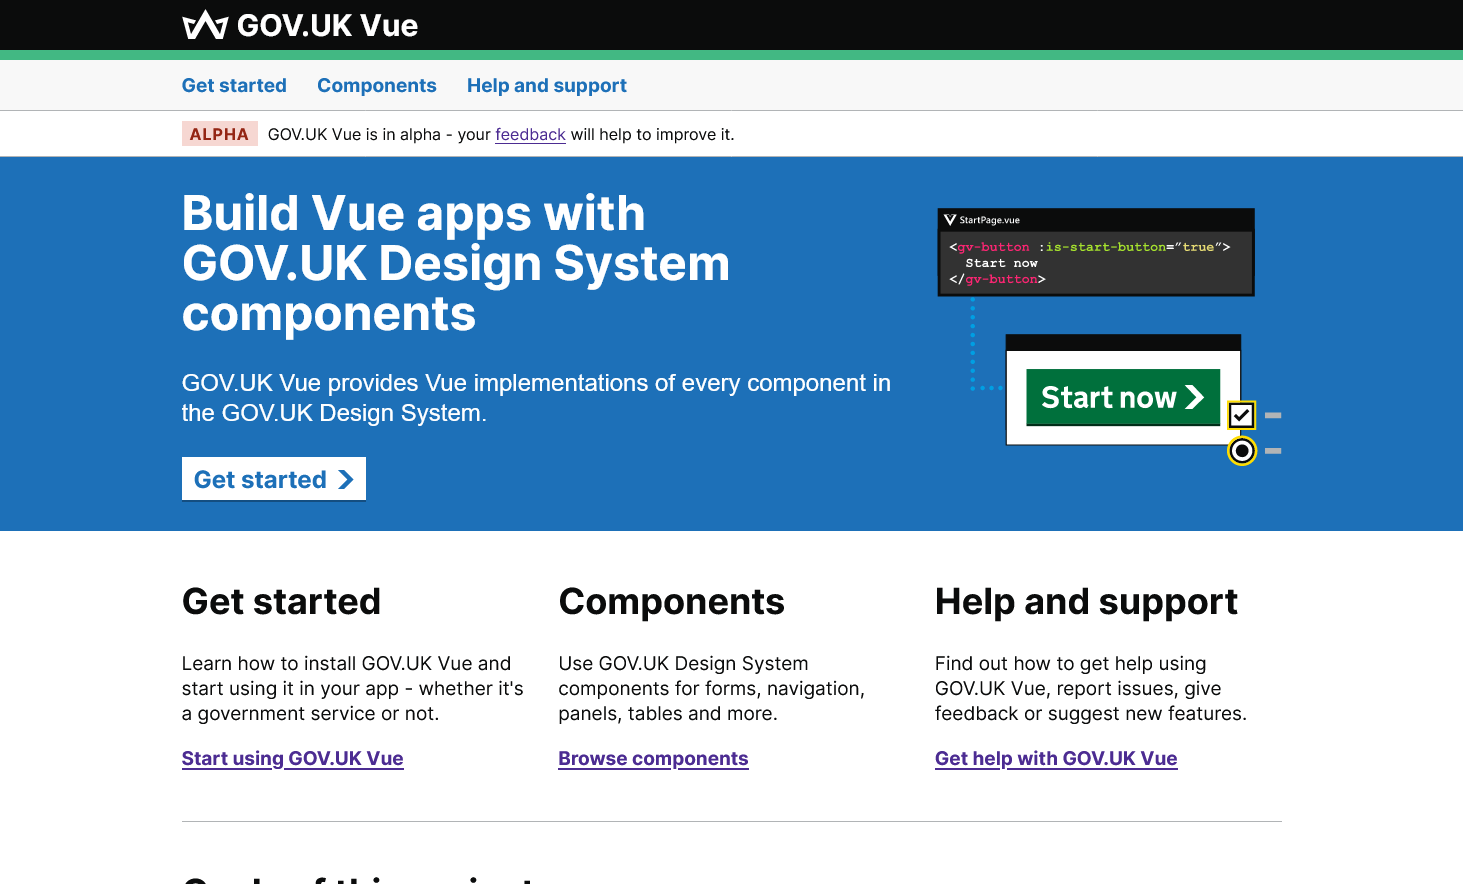 GOV.UK Vue
Get started Components Help and support
ALPHA GOV.UK Vue is in alpha - your feedback will help to improve it.
Build Vue apps with
GOV.UK Design System
components
GOV.UK Vue provides Vue implementations of every component in
the GOV.UK Design System.
Get started
StartPage.vue
<gv-button :is-start-button="true">
Start now
</gv-button>
Start now
Get started
Learn how to install GOV.UK Vue and
start using it in your app - whether it's
a government service or not.
Start using GOV.UK Vue
Components
Use GOV.UK Design System
components for forms, navigation,
panels, tables and more.
Browse components
Help and support
Find out how to get help using
GOV.UK Vue, report issues, give
feedback or suggest new features.
Get help with GOV.UK Vue